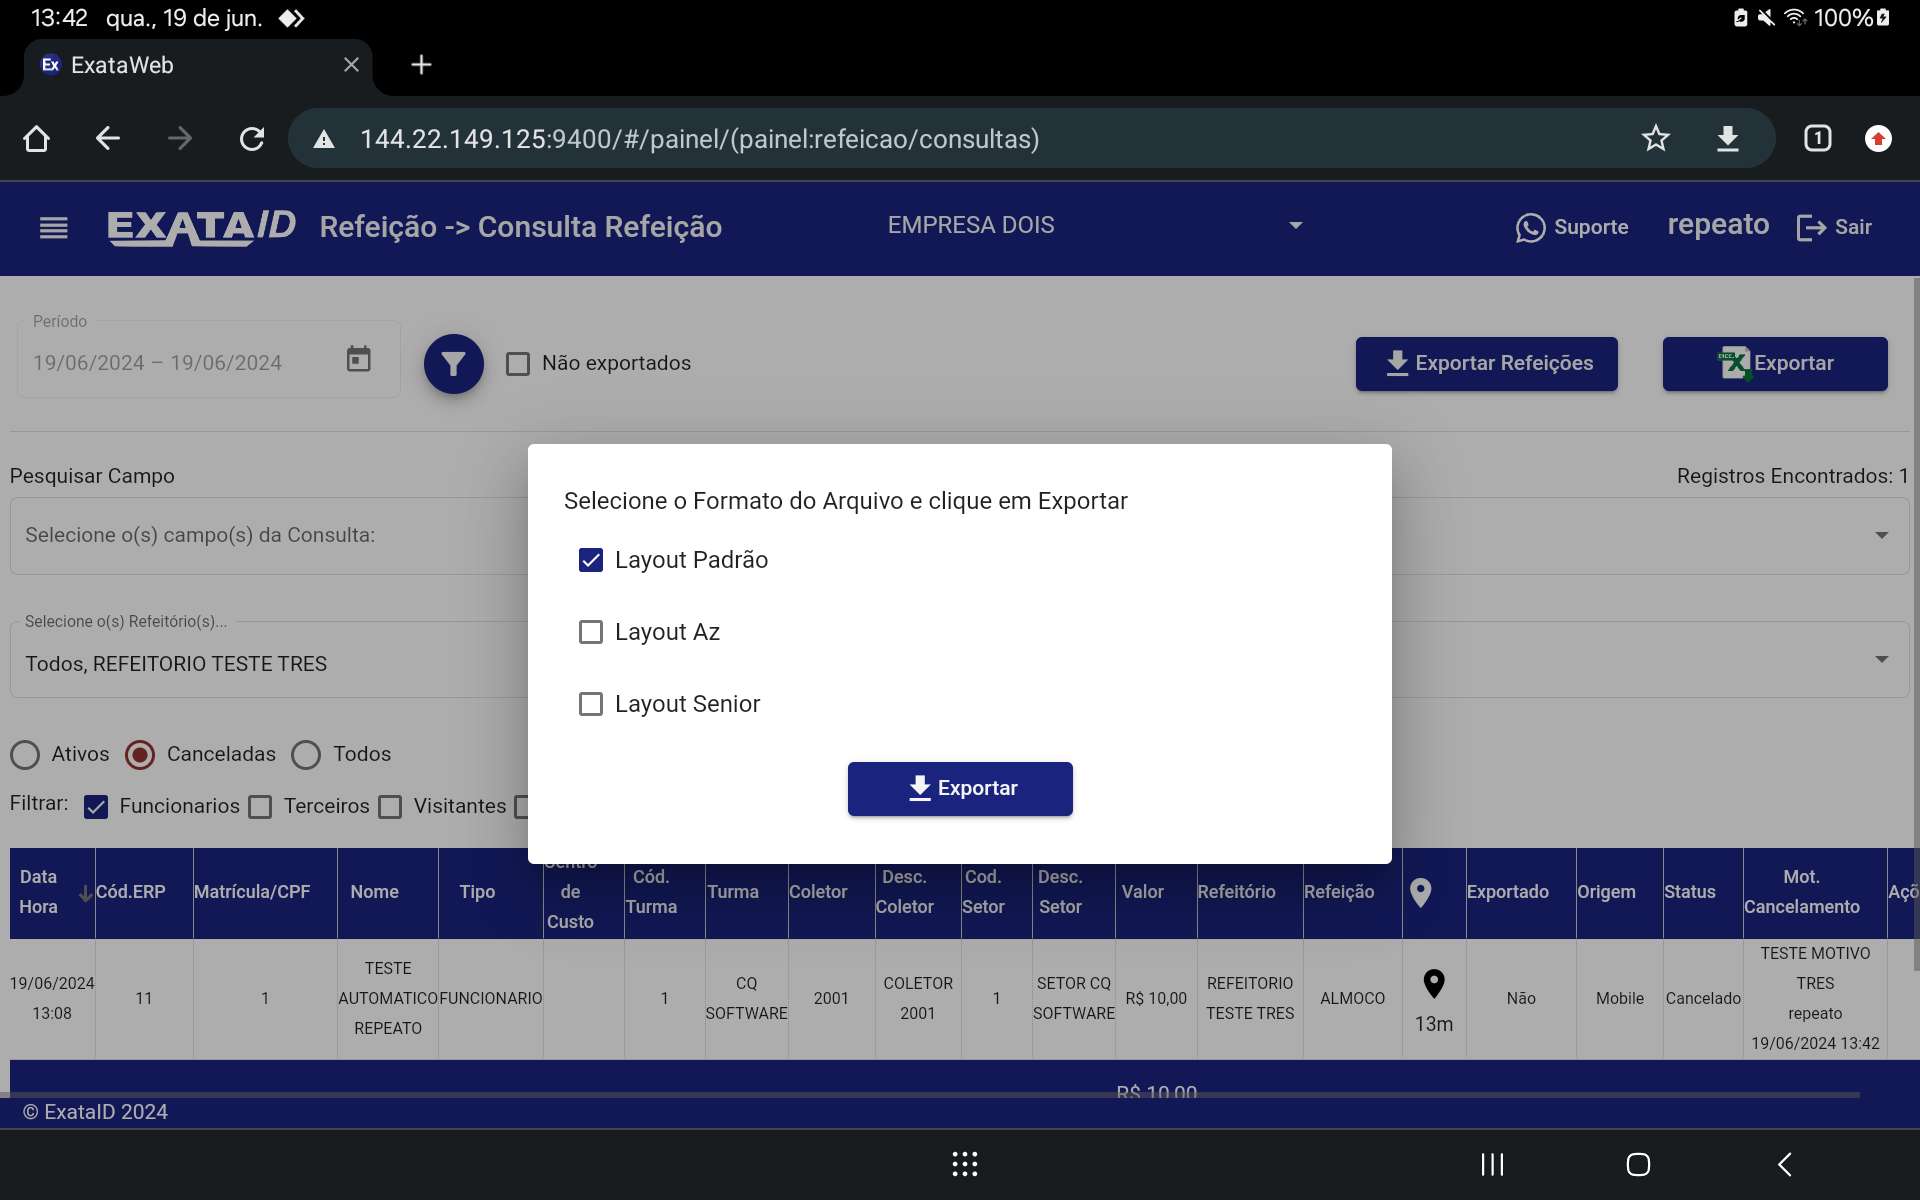 13:42 qua., 19 de jun. 100%
Ex ExataWeb
144.22.149.125:9400/#/painel/(painel:refeicao/consultas) 1
EXATAID Refeição -> Consulta Refeição EMPRESA DOIS Suporte repeato Sair
Período
19/06/2024 – 19/06/2024 Não exportados Exportar Refeições Exportar
Pesquisar Campo Registros Encontrados: 1
Selecione o(s) campo(s) da Consulta:
Selecione o(s) Refeitório(s)...
Todos, REFEITORIO TESTE TRES
Ativos Canceladas Todos
Filtrar: Funcionarios Terceiros Visitantes
Selecione o Formato do Arquivo e clique em Exportar
Layout Padrão
Layout Az
Layout Senior
Exportar
Data Hora Cód.ERP Matrícula/CPF Nome Tipo Centro de Custo Cód. Turma Turma Coletor Desc. Coletor Cod. Setor Desc. Setor Valor Refeitório Refeição Exportado Origem Status Mot. Cancelamento Açõ
19/06/2024 13:08 11 1 TESTE AUTOMATICO REPEATO FUNCIONARIO 1 CQ SOFTWARE 2001 COLETOR 2001 1 SETOR CQ SOFTWARE R$ 10,00 REFEITORIO TESTE TRES ALMOCO 13m Não Mobile Cancelado TESTE MOTIVO TRES repeato 19/06/2024 13:42
R$ 10,00
© ExataID 2024